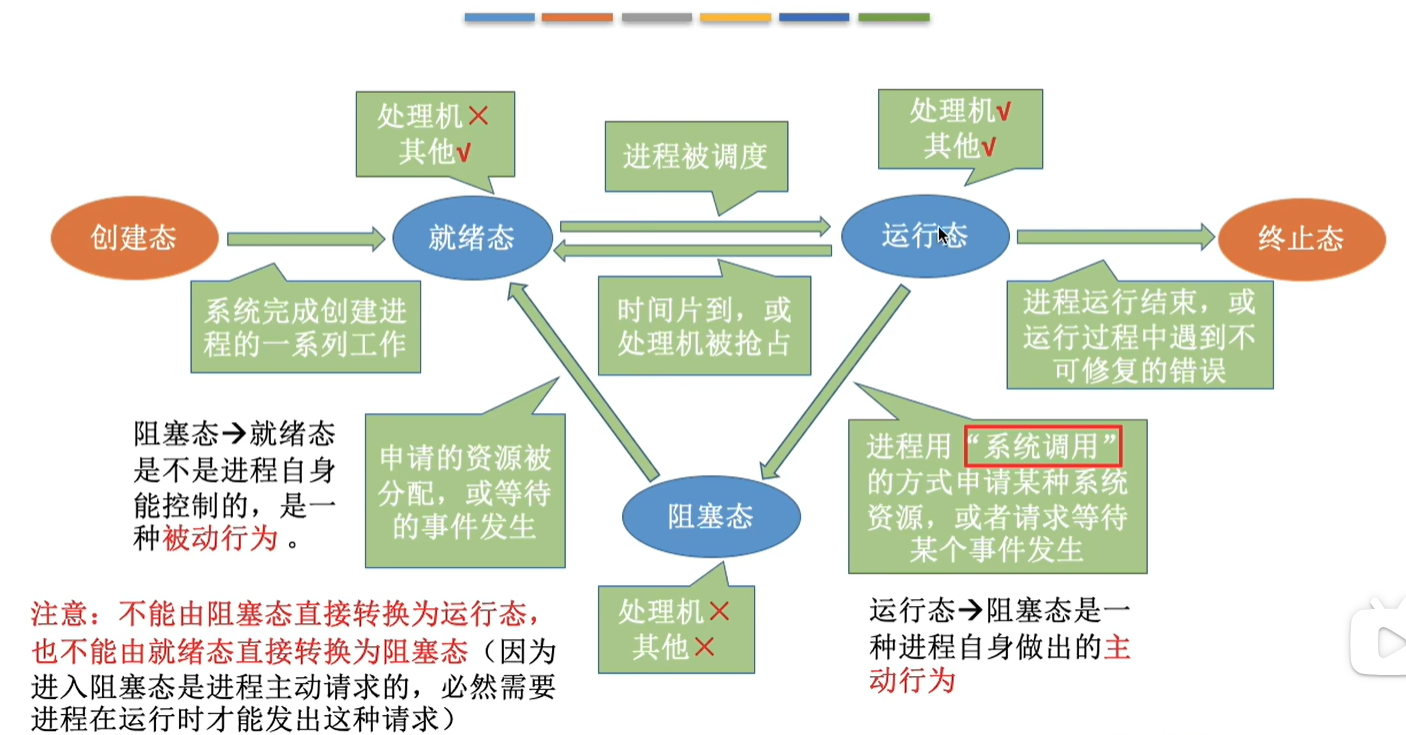 处理机×
其他√
进程被调度
处理机√
其他√
创建态
就绪态
运行态
终止态
系统完成创建进
程的一系列工作
时间片到，或
处理机被抢占
进程运行结束，或
运行过程中遇到不
可修复的错误
阻塞态→就绪态
是不是进程自身
能控制的，是一
种被动行为 。
申请的资源被
分配，或等待
的事件发生
进程用“系统调用”
的方式申请某种系统
资源，或者请求等待
某个事件发生
阻塞态
处理机×
其他×
注意：不能由阻塞态直接转换为运行态，
也不能由就绪态直接转换为阻塞态（因为
进入阻塞态是进程主动请求的，必然需要
进程在运行时才能发出这种请求）
运行态→阻塞态是一
种进程自身做出的主
动行为